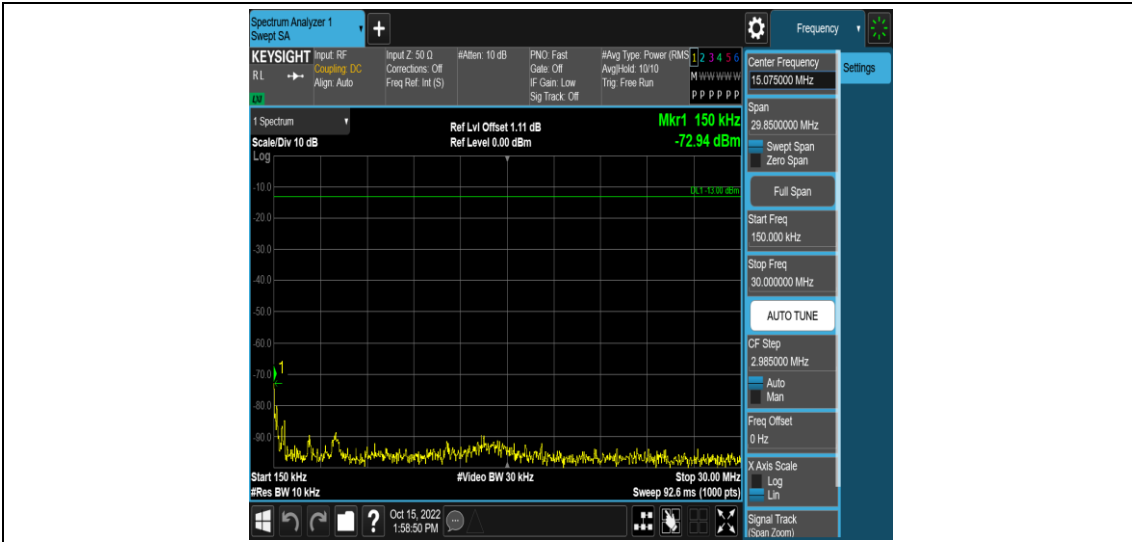 Spectrum Analyzer 1
Swept SA
+
Frequency
KEYSIGHT
R L
LXI
Input: RF
Coupling: DC
Align: Auto
Input Z: 50 Ω
Corrections: Off
Freq Ref: Int (S)
#Atten: 10 dB
PNO: Fast
Gate: Off
IF Gain: Low
Sig Track: Off
#Avg Type: Power (RMS
Avg|Hold: 10/10
Trig: Free Run
1 2 3 4 5 6
M W W W W W
P P P P P P
1 Spectrum
Scale/Div 10 dB
Log
Ref Lvl Offset 1.11 dB
Ref Level 0.00 dBm
Mkr1 150 kHz
-72.94 dBm
DL1 -13.00 dBm
-10.0
-20.0
-30.0
-40.0
-50.0
-60.0
-70.0
-80.0
-90.0
1
Start 150 kHz
#Res BW 10 kHz
#Video BW 30 kHz
Stop 30.00 MHz
Sweep 92.6 ms (1000 pts)
Center Frequency
15.075000 MHz
Settings
Span
29.8500000 MHz
Swept Span
Zero Span
Full Span
Start Freq
150.000 kHz
Stop Freq
30.000000 MHz
AUTO TUNE
CF Step
2.985000 MHz
Auto
Man
Freq Offset
0 Hz
X Axis Scale
Log
Lin
Signal Track
(Span Zoom)
?
Oct 15, 2022
1:58:50 PM